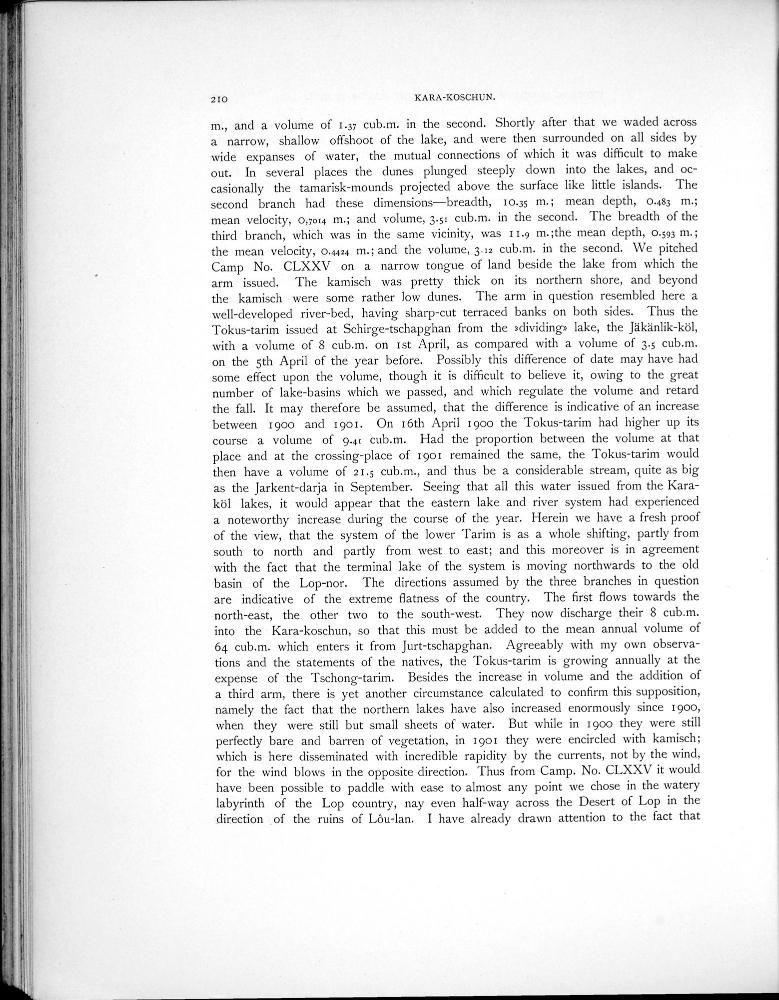 210 KARA-KOSCHUN.
m., and a volume of 1.37 cub.m. in the second. Shortly after that we waded across
a narrow, shallow offshoot of the lake, and were then surrounded on all sides by
wide expanses of water, the mutual connections of which it was difficult to make
out. In several places the dunes plunged steeply down into the lakes, and oc-
casionally the tamarisk-mounds projected above the surface like little islands. The
second branch had these dimensions—breadth, 10.35 m.; mean depth, 0.483 m.;
mean velocity, 0,7014 m.; and volume, 3.51 cub.m. in the second. The breadth of the
third branch, which was in the same vicinity, was 11.9 m.;the mean depth, 0.593 m.;
the mean velocity, 0.4424 m.; and the volume, 3.12 cub.m. in the second. We pitched
Camp No. CLXXV on a narrow tongue of land beside the lake from which the
arm issued. The kamisch was pretty thick on its northern shore, and beyond
the kamisch were some rather low dunes. The arm in question resembled here a
well-developed river-bed, having sharp-cut terraced banks on both sides. Thus the
Tokus-tarim issued at Schirge-tschapghan from the »dividing» lake, the Jäkänlik-köl,
with a volume of 8 cub.m. on 1st April, as compared with a volume of 3.5 cub.m.
on the 5th April of the year before. Possibly this difference of date may have had
some effect upon the volume, though it is difficult to believe it, owing to the great
number of lake-basins which we passed, and which regulate the volume and retard
the fall. It may therefore be assumed, that the difference is indicative of an increase
between 1900 and 1901. On 16th April 1900 the Tokus-tarim had higher up its
course a volume of 9.41 cub.m. Had the proportion between the volume at that
place and at the crossing-place of 1901 remained the same, the Tokus-tarim would
then have a volume of 21.5 cub.m., and thus be a considerable stream, quite as big
as the Jarkent-darja in September. Seeing that all this water issued from the Kara-
köl lakes, it would appear that the eastern lake and river system had experienced
a noteworthy increase during the course of the year. Herein we have a fresh proof
of the view, that the system of the lower Tarim is as a whole shifting, partly from
south to north and partly from west to east; and this moreover is in agreement
with the fact that the terminal lake of the system is moving northwards to the old
basin of the Lop-nor. The directions assumed by the three branches in question
are indicative of the extreme flatness of the country. The first flows towards the
north-east, the other two to the south-west. They now discharge their 8 cub.m.
into the Kara-koschun, so that this must be added to the mean annual volume of
64 cub.m. which enters it from Jurt-tschapghan. Agreeably with my own observa-
tions and the statements of the natives, the Tokus-tarim is growing annually at the
expense of the Tschong-tarim. Besides the increase in volume and the addition of
a third arm, there is yet another circumstance calculated to confirm this supposition,
namely the fact that the northern lakes have also increased enormously since 1900,
when they were still but small sheets of water. But while in 1900 they were still
perfectly bare and barren of vegetation, in 1901 they were encircled with kamisch;
which is here disseminated with incredible rapidity by the currents, not by the wind,
for the wind blows in the opposite direction. Thus from Camp. No. CLXXV it would
have been possible to paddle with ease to almost any point we chose in the watery
labyrinth of the Lop country, nay even half-way across the Desert of Lop in the
direction of the ruins of Lôu-lan. I have already drawn attention to the fact that